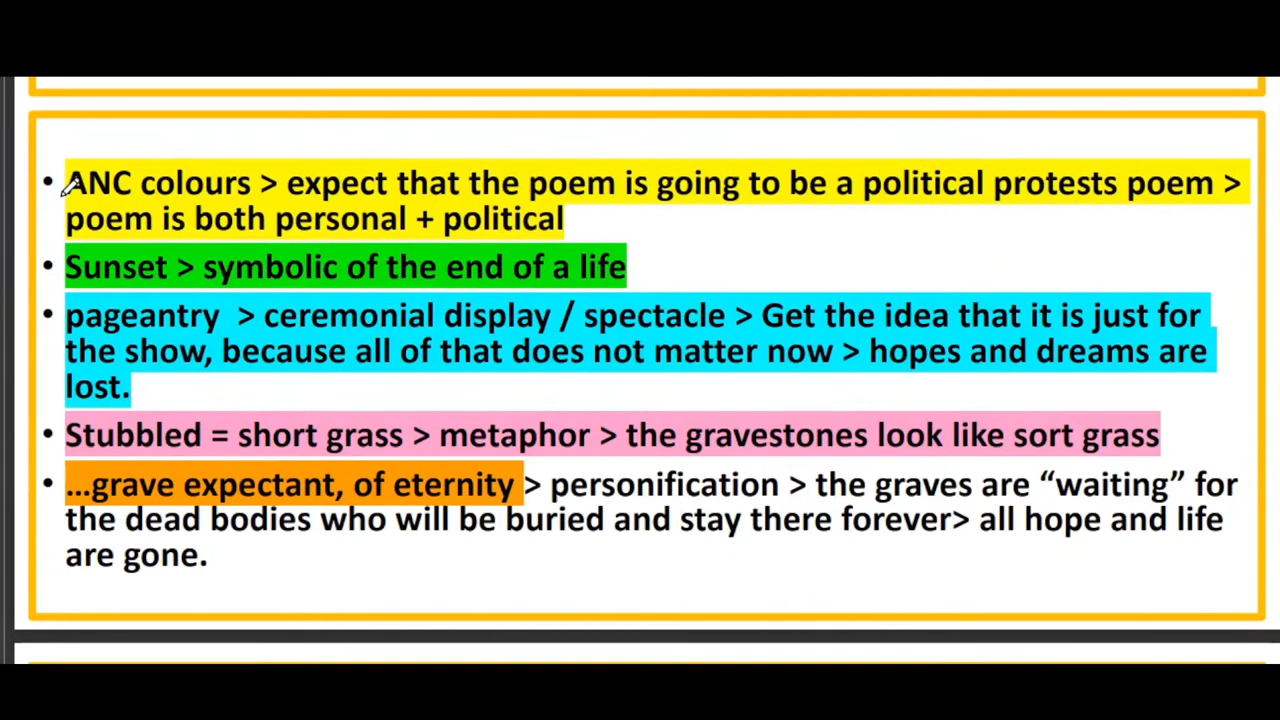 • ANC colours > expect that the poem is going to be a political protests poem >
poem is both personal + political
• Sunset > symbolic of the end of a life
• pageantry > ceremonial display / spectacle > Get the idea that it is just for
the show, because all of that does not matter now > hopes and dreams are
lost.
• Stubbled = short grass > metaphor > the gravestones look like sort grass
• ...grave expectant, of eternity > personification > the graves are “waiting” for
the dead bodies who will be buried and stay there forever> all hope and life
are gone.